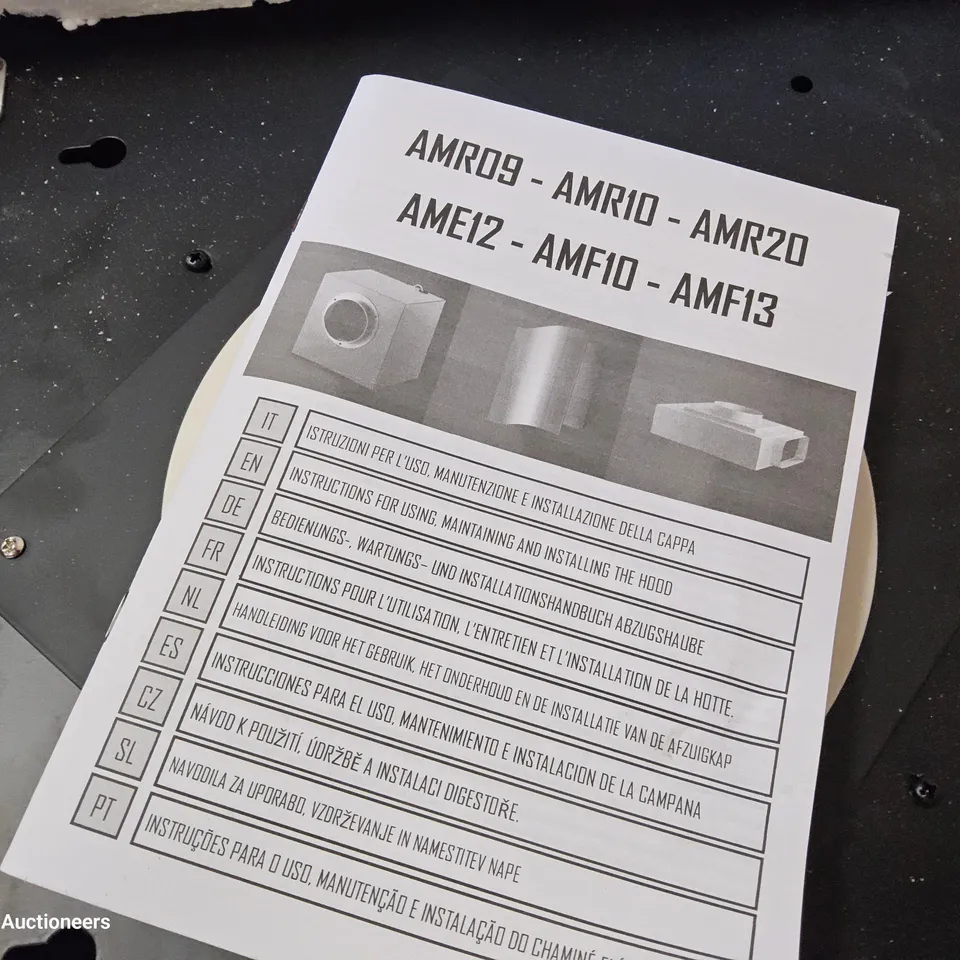 AMR09 - AMR10 - AMR20
AME12 - AMF10 - AMF13
IT ISTRUZIONI PER L'USO, MANUTENZIONE E INSTALLAZIONE DELLA CAPPA
EN INSTRUCTIONS FOR USING, MAINTAINING AND INSTALLING THE HOOD
DE BEDIENUNGS-, WARTUNGS– UND INSTALLATIONSHANDBUCH ABZUGSHAUBE
FR INSTRUCTIONS POUR L'UTILISATION, L'ENTRETIEN ET L'INSTALLATION DE LA HOTTE.
NL HANDLEIDING VOOR HET GEBRUIK, HET ONDERHOUD EN DE INSTALLATIE VAN DE AFZUIGKAP
ES INSTRUCCIONES PARA EL USO, MANTENIMIENTO E INSTALACION DE LA CAMPANA
CZ NÁVOD K POUŽITÍ, ÚDRŽBĚ A INSTALACI DIGESTOŘE.
SL NAVODILA ZA UPORABO, VZDRŽEVANJE IN NAMESTITEV NAPE
PT INSTRUÇÕES PARA O USO, MANUTENÇÃO E INSTALAÇÃO DO CHAMINÉ
Auctioneers